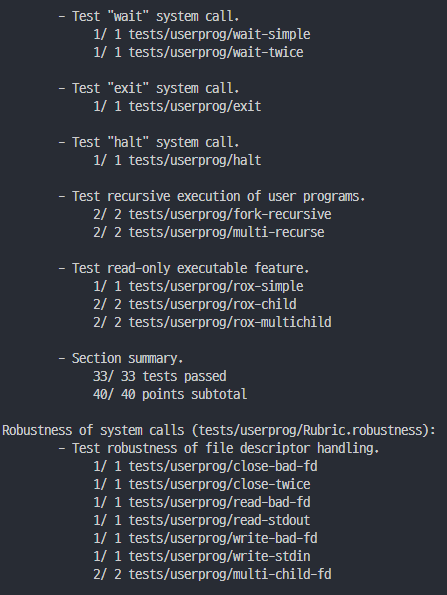 - Test "wait" system call.
1/ 1 tests/userprog/wait-simple
1/ 1 tests/userprog/wait-twice
- Test "exit" system call.
1/ 1 tests/userprog/exit
- Test "halt" system call.
1/ 1 tests/userprog/halt
- Test recursive execution of user programs.
2/ 2 tests/userprog/fork-recursive
2/ 2 tests/userprog/multi-recurse
- Test read-only executable feature.
1/ 1 tests/userprog/rox-simple
2/ 2 tests/userprog/rox-child
2/ 2 tests/userprog/rox-multichild
- Section summary.
33/ 33 tests passed
40/ 40 points subtotal
Robustness of system calls (tests/userprog/Rubric.robustness):
- Test robustness of file descriptor handling.
1/ 1 tests/userprog/close-bad-fd
1/ 1 tests/userprog/close-twice
1/ 1 tests/userprog/read-bad-fd
1/ 1 tests/userprog/read-stdout
1/ 1 tests/userprog/write-bad-fd
1/ 1 tests/userprog/write-stdin
2/ 2 tests/userprog/multi-child-fd